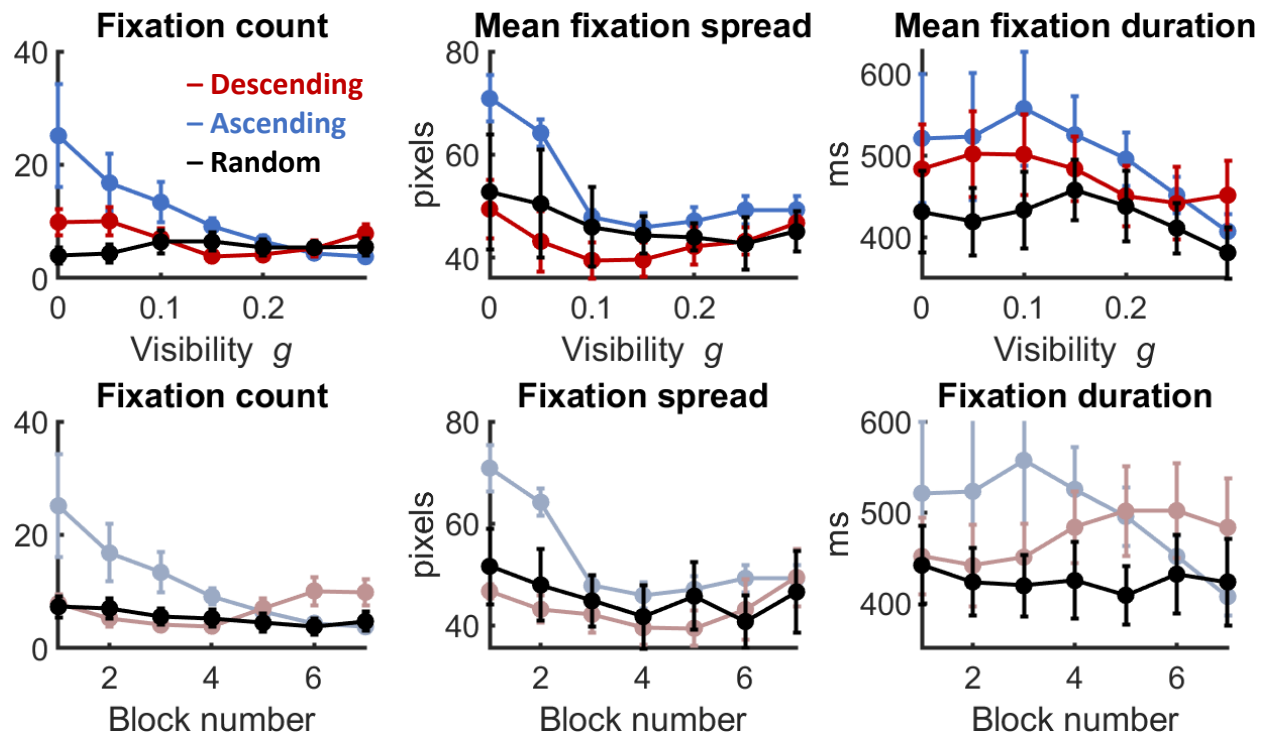 Fixation count
40
20
0
0
0.1
0.2
Visibility g
– Descending
– Ascending
– Random
Mean fixation spread
80
60
40
pixels
0
0.1
0.2
Visibility g
Mean fixation duration
600
500
400
ms
0
0.1
0.2
Visibility g
Fixation count
40
20
0
2
4
6
Block number
Fixation spread
80
60
40
pixels
2
4
6
Block number
Fixation duration
600
500
400
ms
2
4
6
Block number